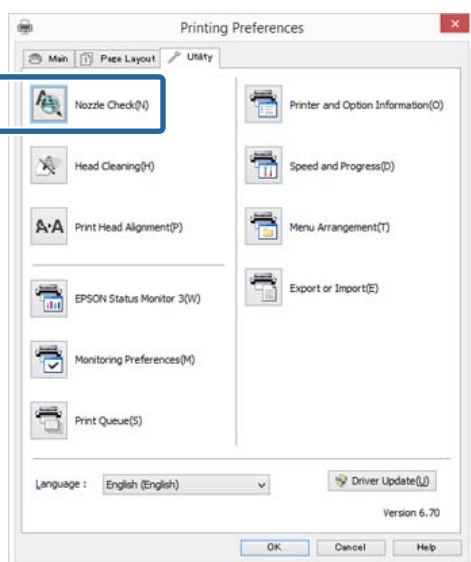 Printing Preferences
Main
Page Layout
Utility
Nozzle Check(N)
Printer and Option Information(O)
Head Cleaning(H)
Speed and Progress(D)
Print Head Alignment(P)
Menu Arrangement(T)
EPSON Status Monitor 3(W)
Export or Import(E)
Monitoring Preferences(M)
Print Queue(S)
Language :
English (English)
Driver Update(U)
Version 6.70
OK
Cancel
Help